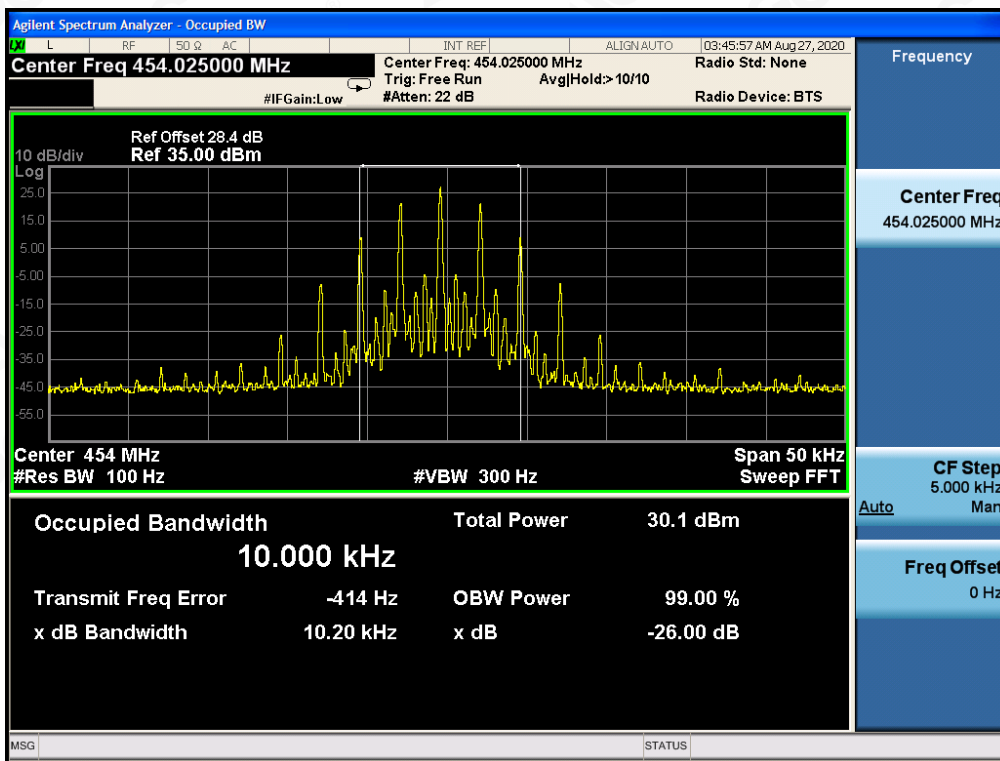 Agilent Spectrum Analyzer - Occupied BW
LXI L RF 50 Ω AC INT REF ALIGNAUTO 03:45:57 AM Aug 27, 2020
Center Freq 454.025000 MHz
Center Freq: 454.025000 MHz Radio Std: None
Trig: Free Run Avg|Hold:> 10/10
#IFGain:Low #Atten: 22 dB Radio Device: BTS
Ref Offset 28.4 dB
10 dB/div Ref 35.00 dBm
Log
25.0
15.0
5.00
-5.00
-15.0
-25.0
-35.0
-45.0
-55.0
Center 454 MHz Span 50 kHz
#Res BW 100 Hz #VBW 300 Hz Sweep FFT
Occupied Bandwidth Total Power 30.1 dBm
10.000 kHz
Transmit Freq Error -414 Hz OBW Power 99.00 %
x dB Bandwidth 10.20 kHz x dB -26.00 dB
MSG STATUS
Frequency
Center Freq
454.025000 MHz
CF Step
5.000 kHz
Auto Man
Freq Offset
0 Hz